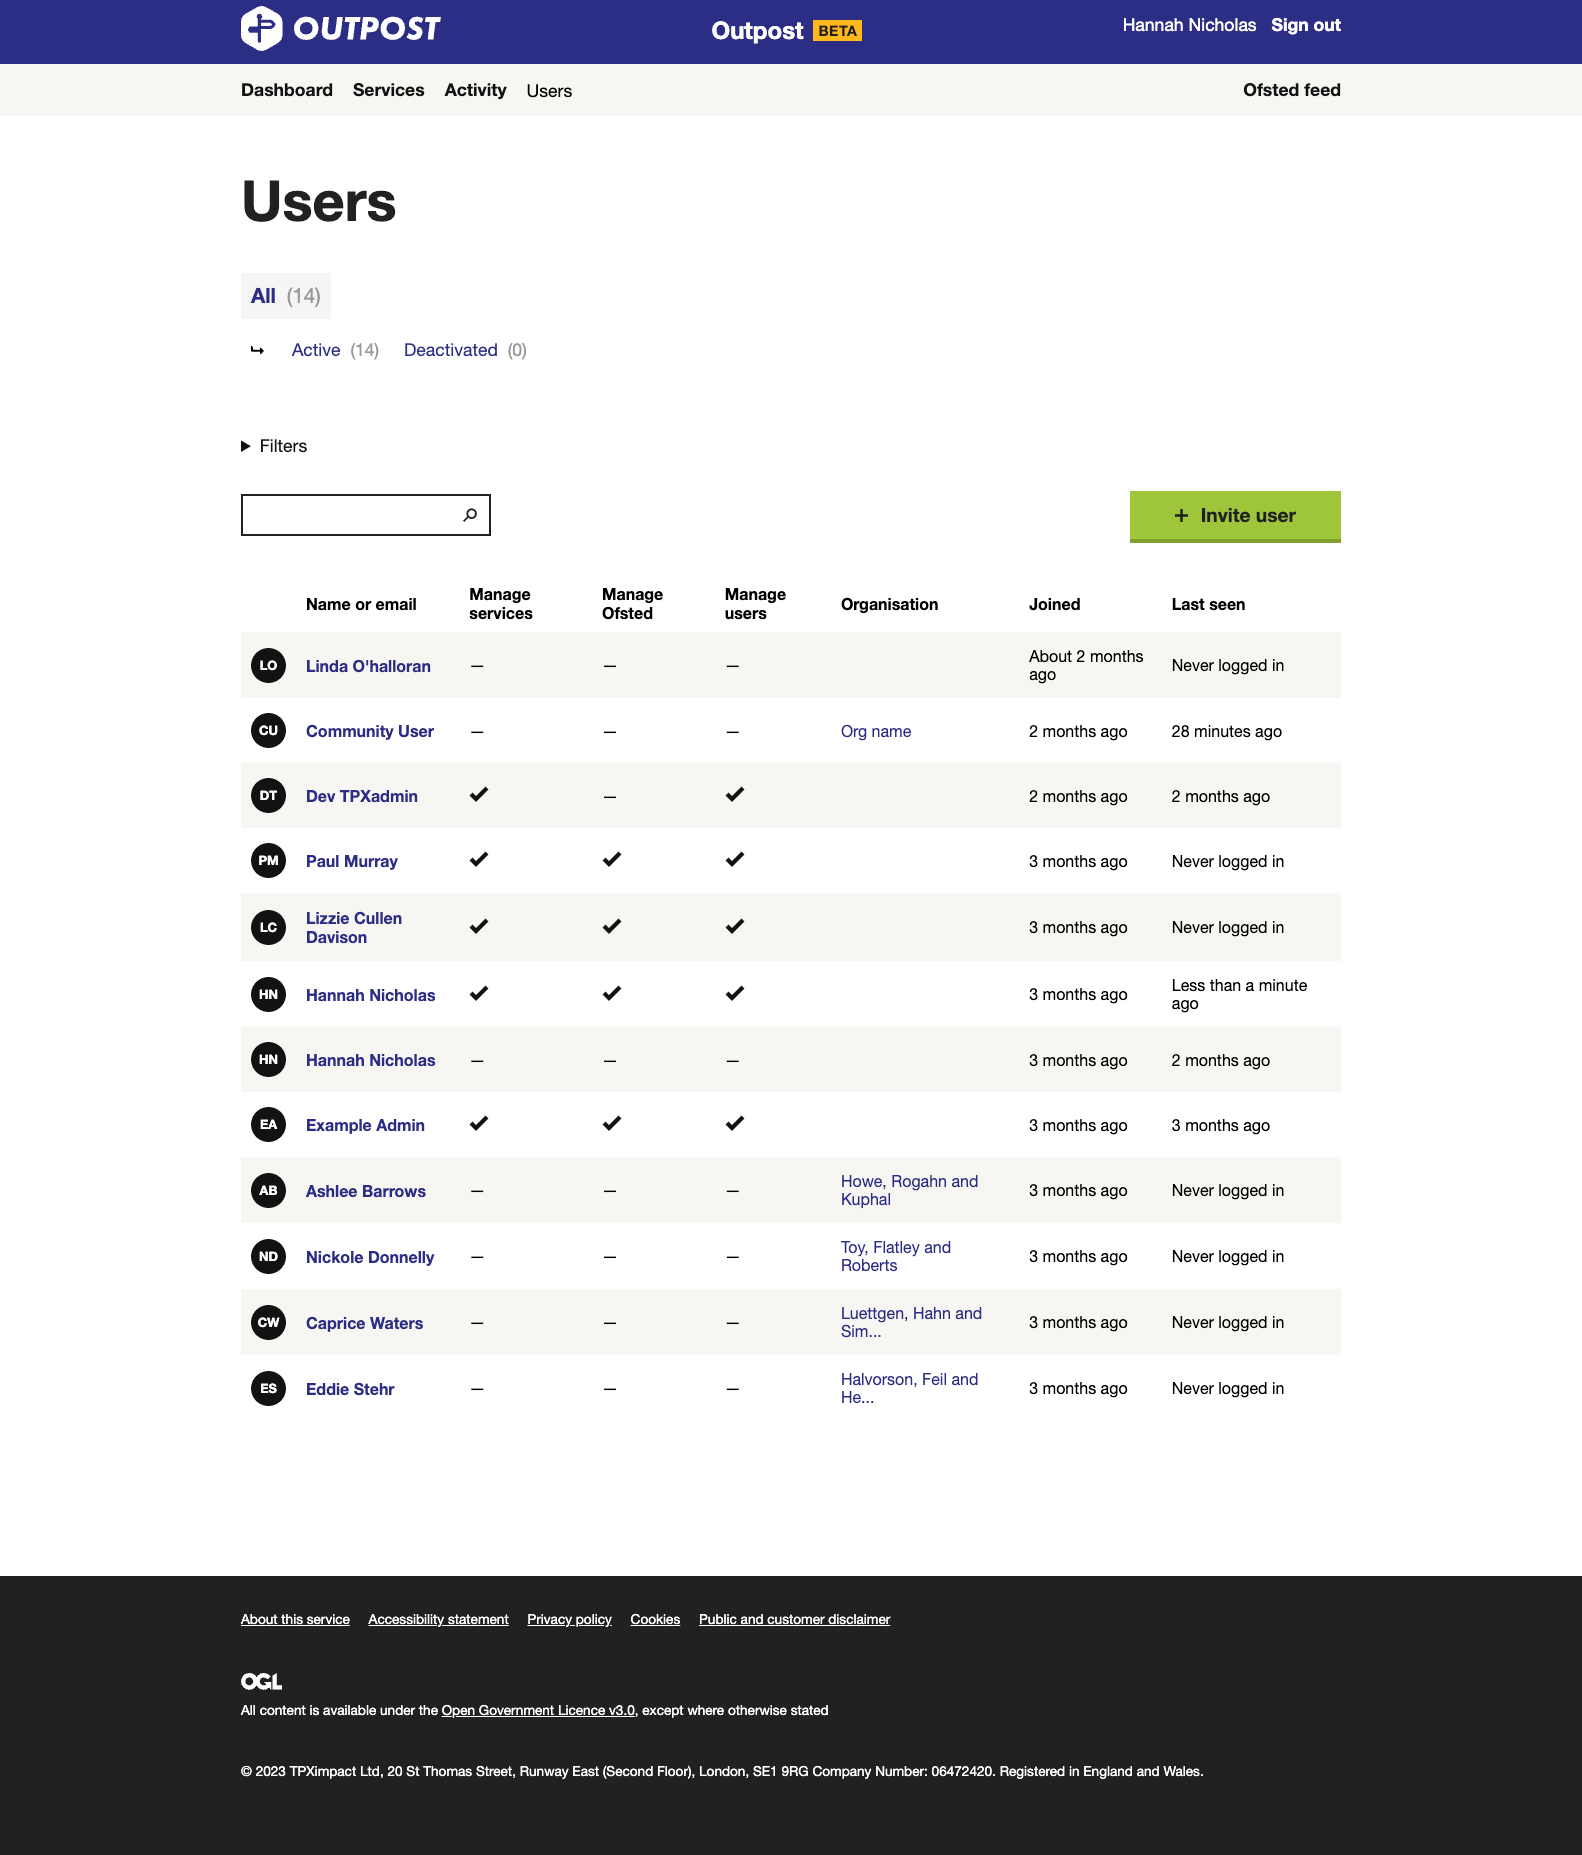 OUTPOST
Outpost BETA
Hannah Nicholas Sign out
Dashboard Services Activity Users Ofsted feed
Users
All (14)
Active (14) Deactivated (0)
Filters
+ Invite user
Name or email Manage services Manage Ofsted Manage users Organisation Joined Last seen
LO Linda O'halloran – – – About 2 months ago Never logged in
CU Community User – – – Org name 2 months ago 28 minutes ago
DT Dev TPXadmin ✔ – ✔ 2 months ago 2 months ago
PM Paul Murray ✔ ✔ ✔ 3 months ago Never logged in
LC Lizzie Cullen Davison ✔ ✔ ✔ 3 months ago Never logged in
HN Hannah Nicholas ✔ ✔ ✔ 3 months ago Less than a minute ago
HN Hannah Nicholas – – – 3 months ago 2 months ago
EA Example Admin ✔ ✔ ✔ 3 months ago 3 months ago
AB Ashlee Barrows – – – Howe, Rogahn and Kuphal 3 months ago Never logged in
ND Nickole Donnelly – – – Toy, Flatley and Roberts 3 months ago Never logged in
CW Caprice Waters – – – Luettgen, Hahn and Sim... 3 months ago Never logged in
ES Eddie Stehr – – – Halvorson, Feil and He... 3 months ago Never logged in
About this service Accessibility statement Privacy policy Cookies Public and customer disclaimer
OGL
All content is available under the Open Government Licence v3.0, except where otherwise stated
© 2023 TPXimpact Ltd, 20 St Thomas Street, Runway East (Second Floor), London, SE1 9RG Company Number: 06472420. Registered in England and Wales.